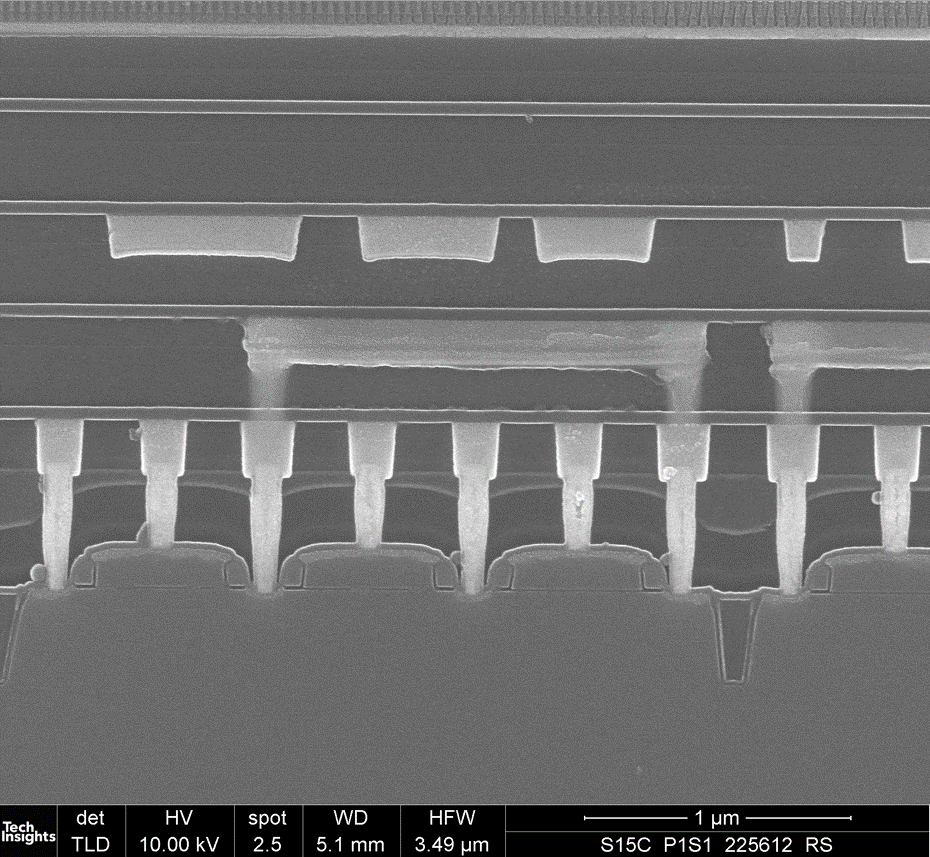 Tech
Insights
det HV spot WD HFW 1 µm
TLD 10.00 kV 2.5 5.1 mm 3.49 µm S15C P1S1 225612 RS